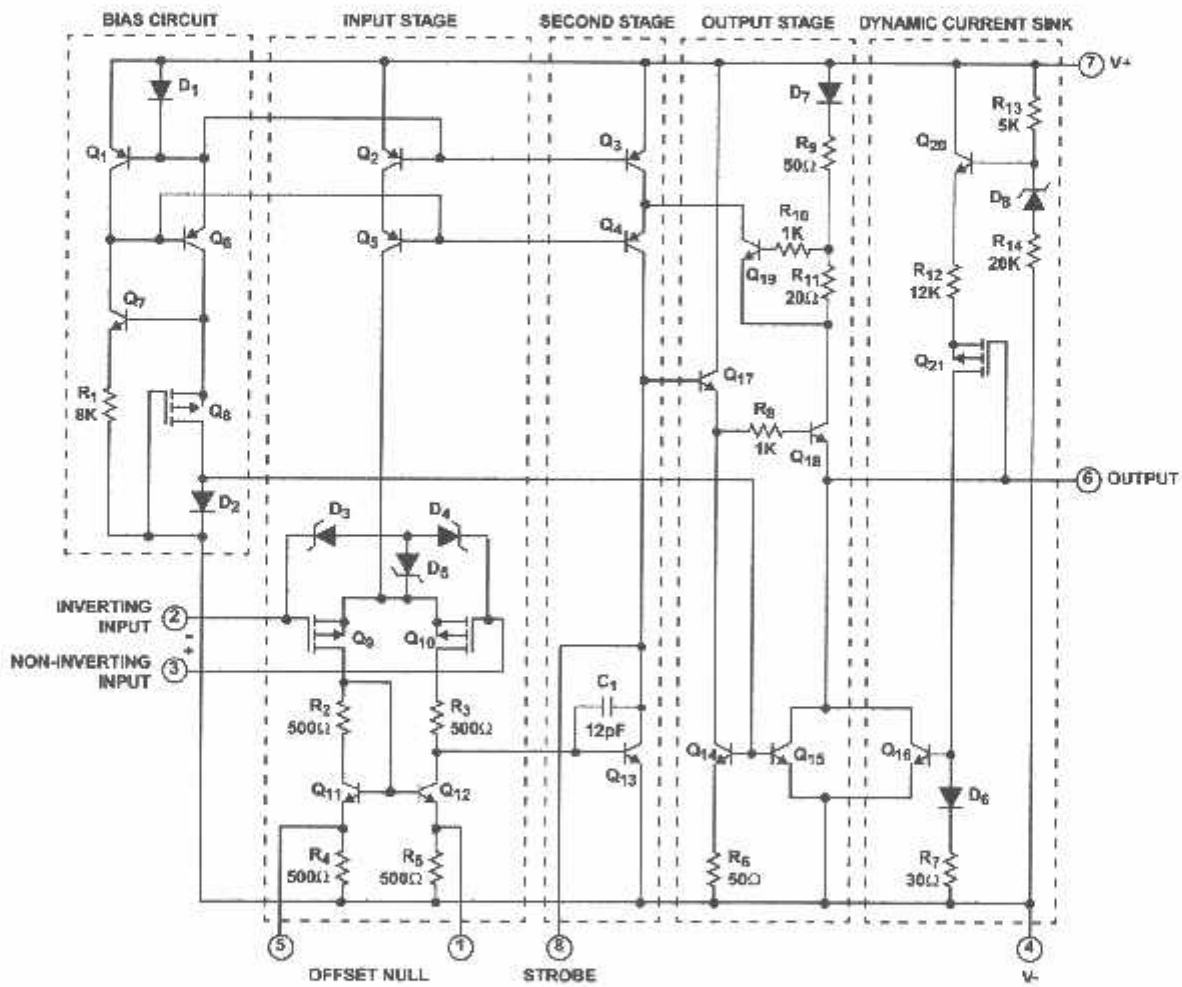 BIAS CIRCUIT
INPUT STAGE
SECOND STAGE
OUTPUT STAGE
DYNAMIC CURRENT SINK
7 V+
D1
D7
R13
5K
Q1
Q2
Q3
R9
50Ω
Q20
D8
Q6
Q5
Q4
R10
1K
Q19
R11
20Ω
R14
20K
R12
12K
Q7
Q17
Q21
R1
8K
Q8
R8
1K
Q18
D2
6 OUTPUT
D3
D4
D5
INVERTING
INPUT
2
-
+
NON-INVERTING
INPUT
3
Q9
Q10
R2
500Ω
R3
500Ω
C1
12pF
Q11
Q12
Q13
Q14
Q15
Q16
D6
R4
500Ω
R5
500Ω
R6
50Ω
R7
30Ω
5
1
8
4
OFFSET NULL
STROBE
V-